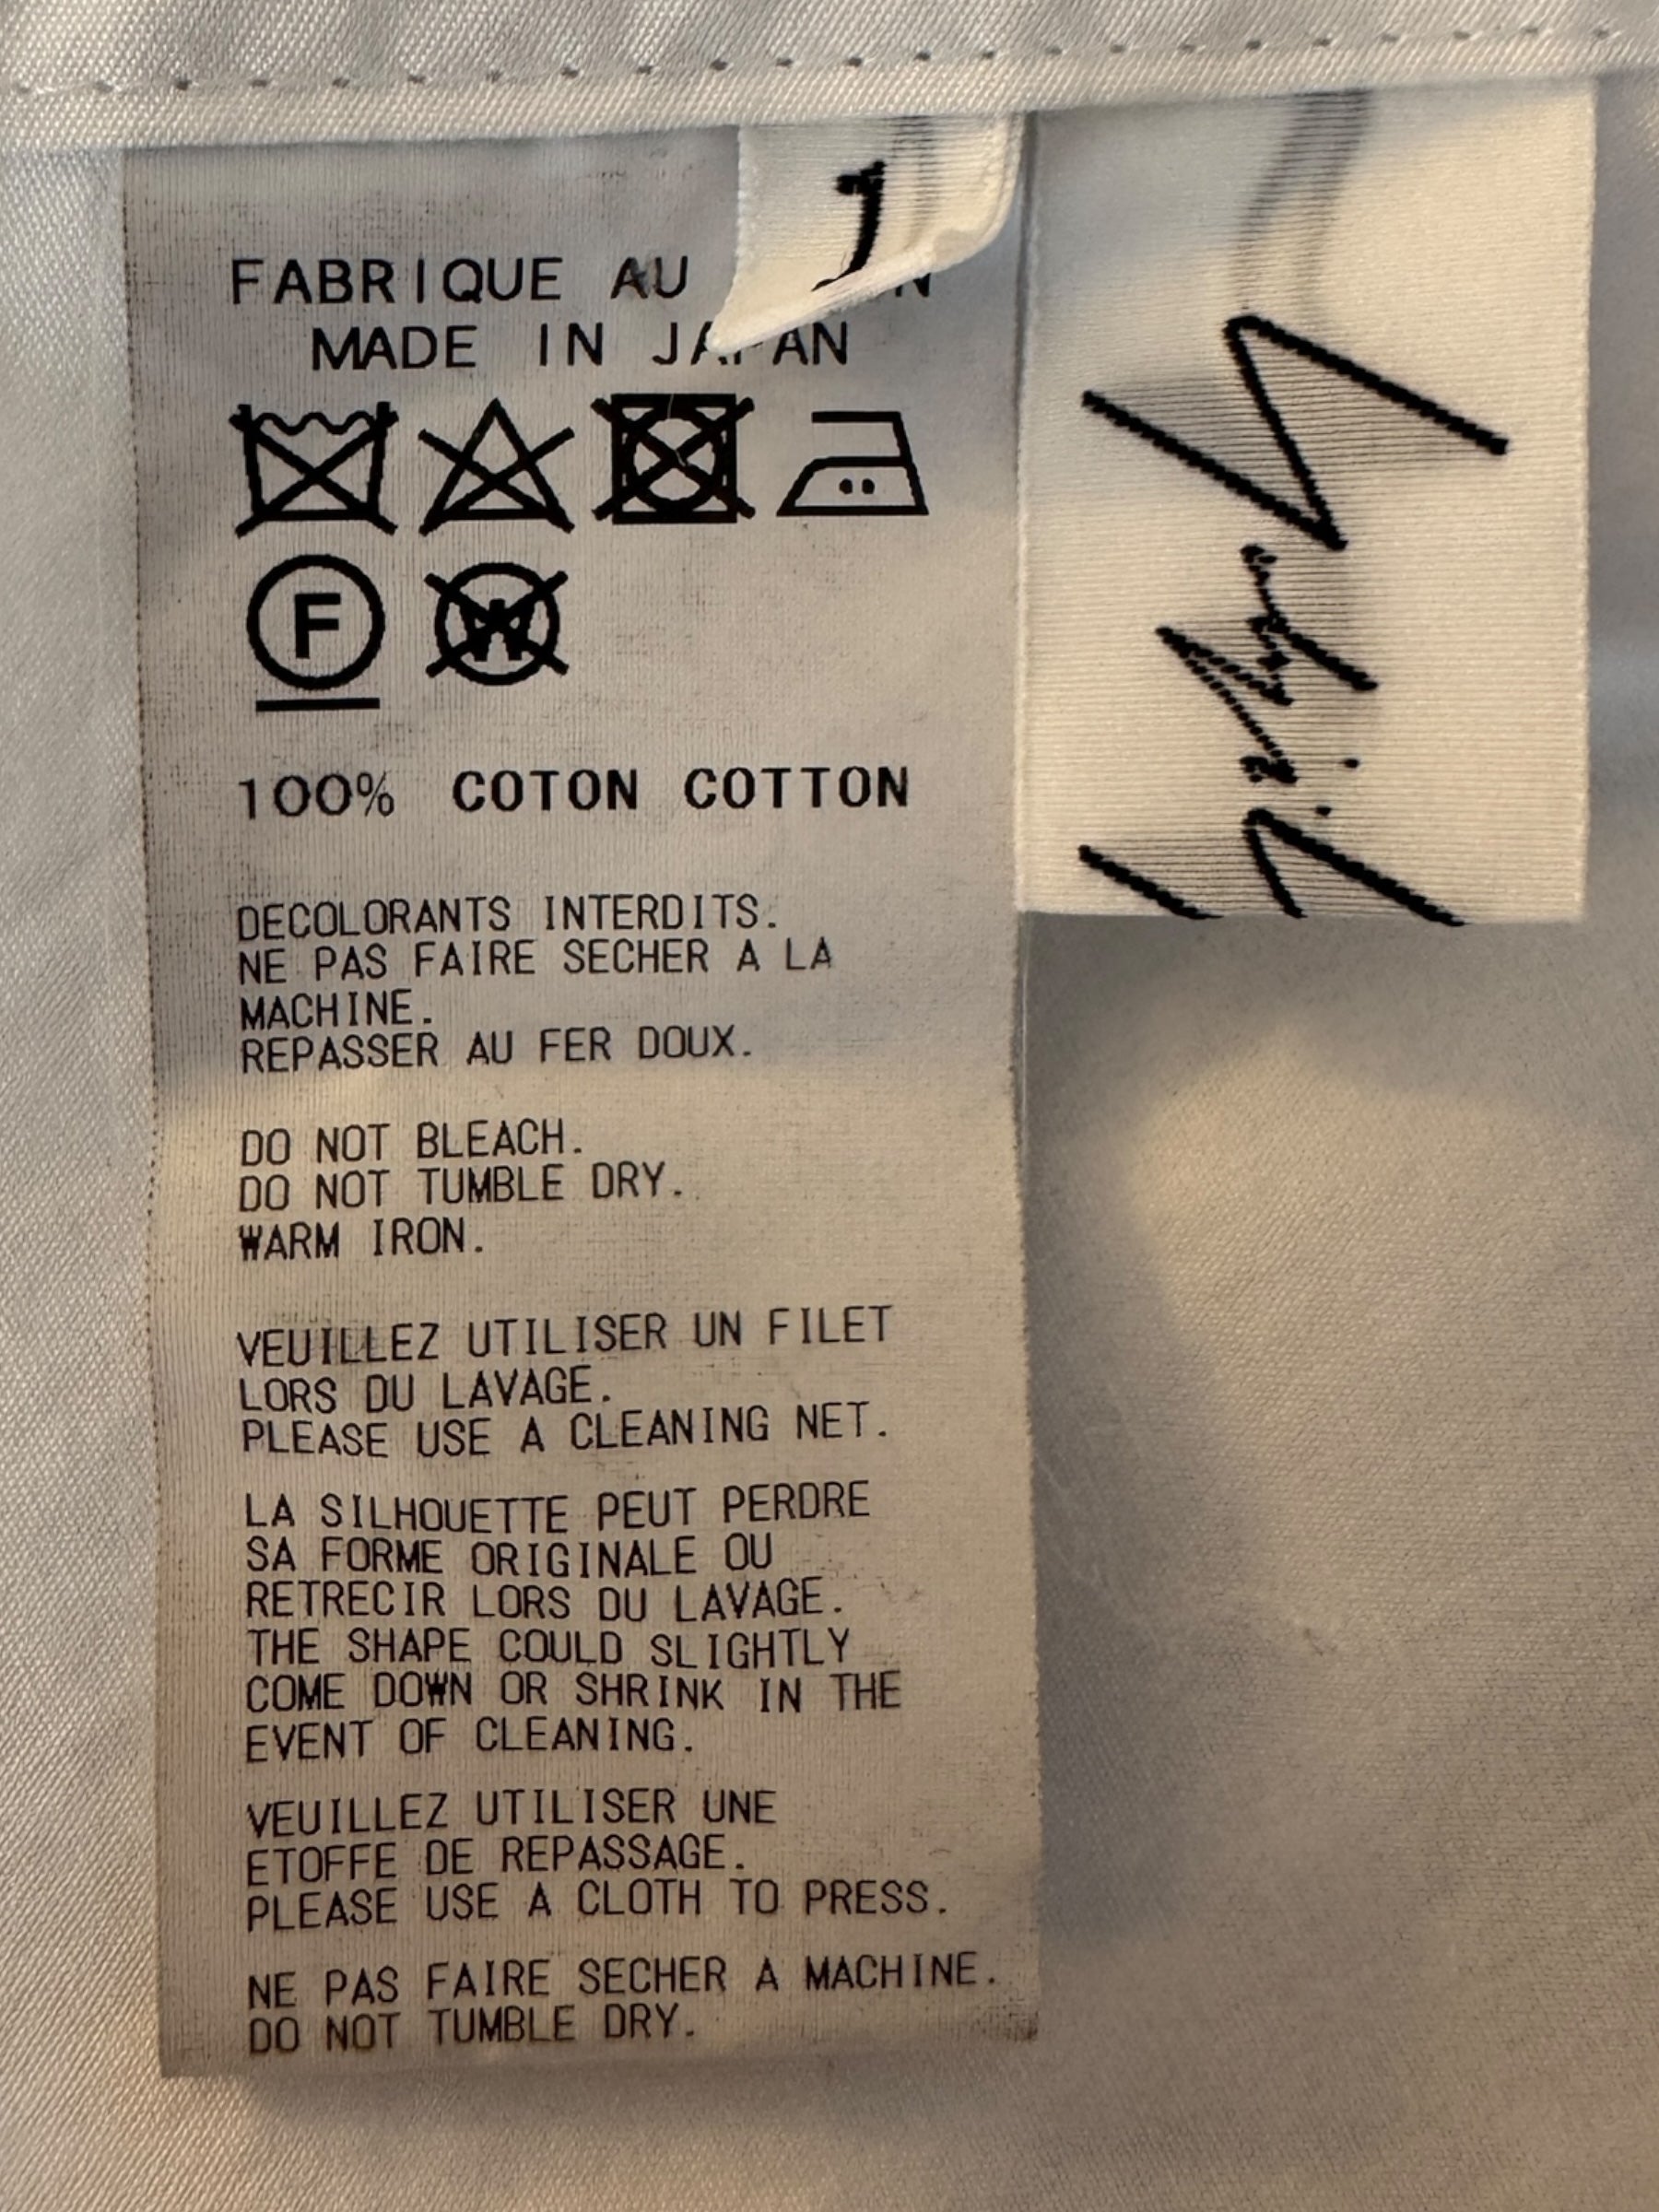 FABRIQUE AU
MADE IN JAPAN
F
W
100% COTON COTTON
DECOLORANTS INTERDITS.
NE PAS FAIRE SECHER A LA
MACHINE.
REPASSER AU FER DOUX.
DO NOT BLEACH.
DO NOT TUMBLE DRY.
WARM IRON.
VEUILLEZ UTILISER UN FILET
LORS DU LAVAGE.
PLEASE USE A CLEANING NET.
LA SILHOUETTE PEUT PERDRE
SA FORME ORIGINALE OU
RETRECIR LORS DU LAVAGE.
THE SHAPE COULD SLIGHTLY
COME DOWN OR SHRINK IN THE
EVENT OF CLEANING.
VEUILLEZ UTILISER UNE
ETOFFE DE REPASSAGE.
PLEASE USE A CLOTH TO PRESS.
NE PAS FAIRE SECHER A MACHINE.
DO NOT TUMBLE DRY.